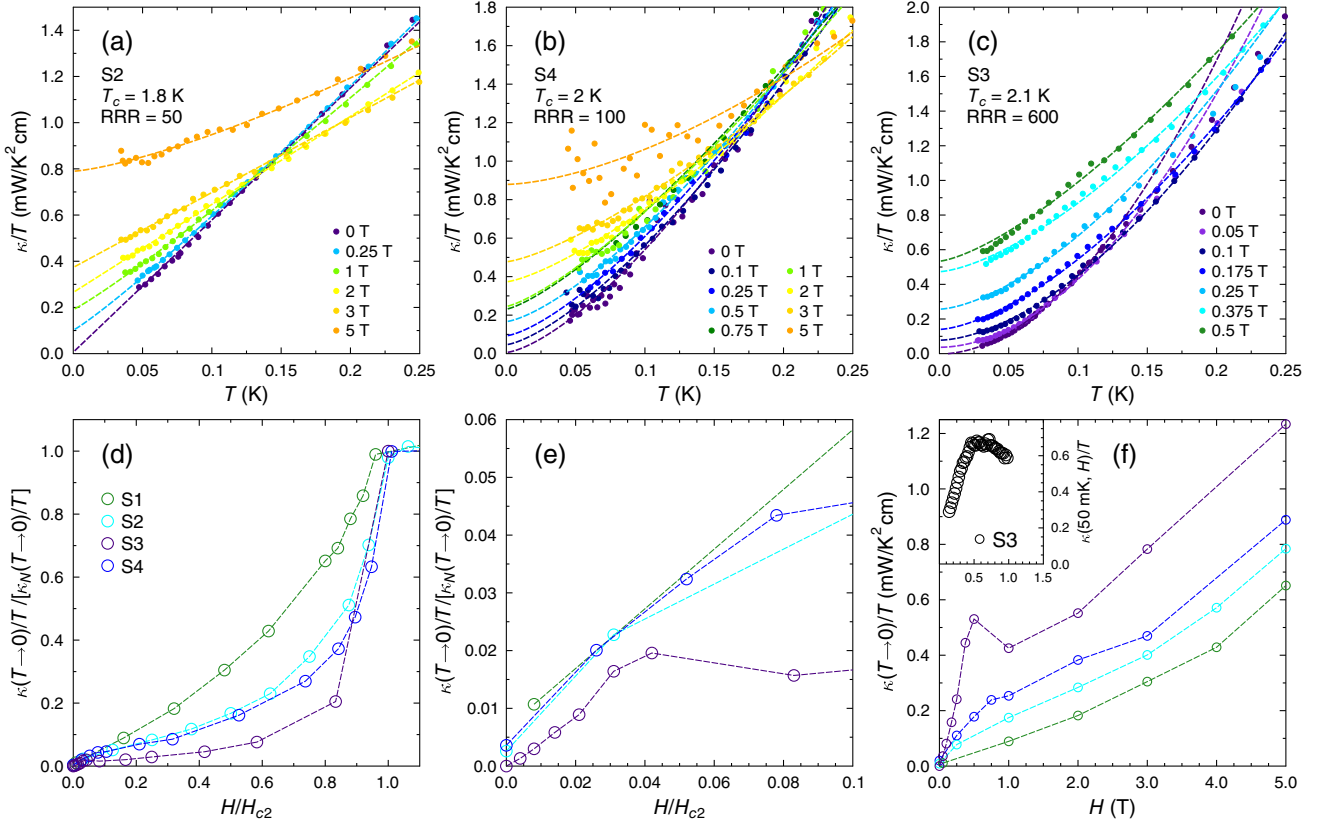 (a)
S2
T_c = 1.8 K
RRR = 50
κ/T (mW/K² cm)
0.0
0.2
0.4
0.6
0.8
1.0
1.2
1.4
0 T
0.25 T
1 T
2 T
3 T
5 T
0.0 0.05 0.1 0.15 0.2 0.25
T (K)
(b)
S4
T_c = 2 K
RRR = 100
κ/T (mW/K² cm)
0.0
0.2
0.4
0.6
0.8
1.0
1.2
1.4
1.6
1.8
0 T
0.1 T
0.25 T 1 T
0.5 T 2 T
0.75 T 3 T
5 T
0.0 0.05 0.1 0.15 0.2 0.25
T (K)
(c)
S3
T_c = 2.1 K
RRR = 600
κ/T (mW/K² cm)
0.0
0.2
0.4
0.6
0.8
1.0
1.2
1.4
1.6
1.8
2.0
0 T
0.05 T
0.1 T
0.175 T
0.25 T
0.375 T
0.5 T
0.0 0.05 0.1 0.15 0.2 0.25
T (K)
(d)
S1
S2
S3
S4
κ(T→0)/T/[κ_N(T→0)/T]
0.0
0.2
0.4
0.6
0.8
1.0
0.0 0.2 0.4 0.6 0.8 1.0
H/H_c2
(e)
κ(T→0)/T/[κ_N(T→0)/T]
0.0
0.01
0.02
0.03
0.04
0.05
0.06
0.0 0.02 0.04 0.06 0.08 0.1
H/H_c2
(f)
κ(T→0)/T (mW/K² cm)
0.0
0.2
0.4
0.6
0.8
1.0
1.2
S3
0.5 1.0 1.5
0.0
0.2
0.4
0.6
κ(50 mK, H)/T
0.0 1.0 2.0 3.0 4.0 5.0
H (T)